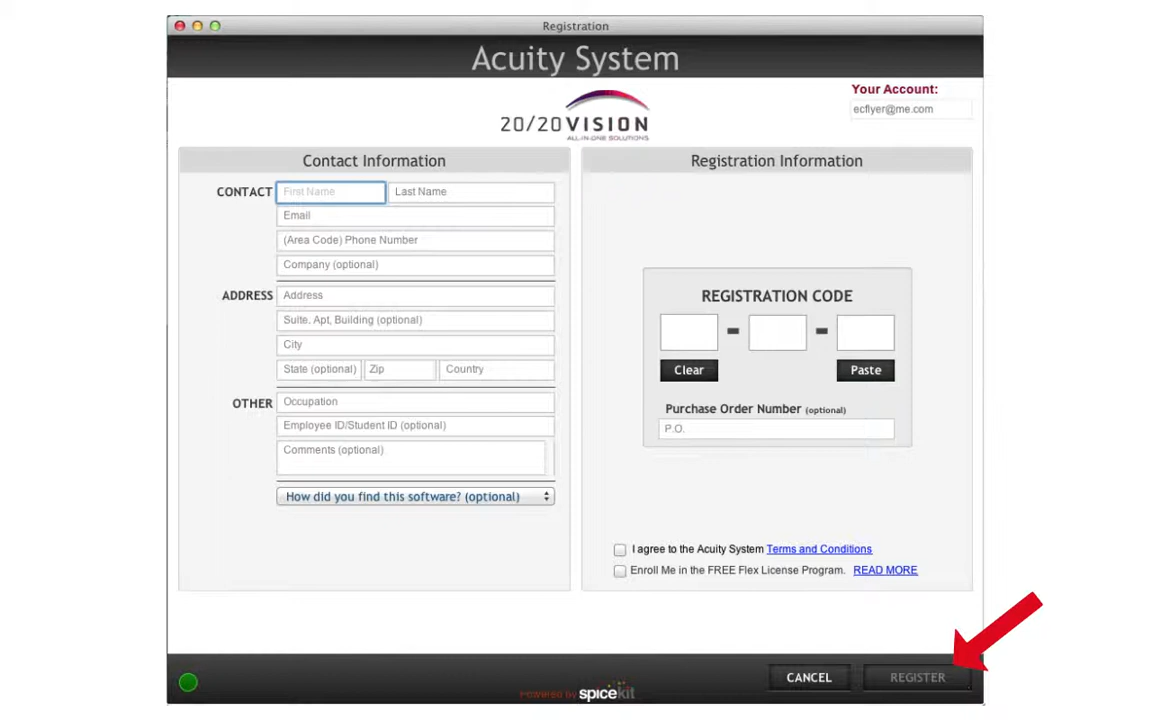 Registration
Acuity System
20/20VISION
ALL-IN-ONE SOLUTIONS
Your Account:
ecflyer@me.com
Contact Information
CONTACT First Name Last Name
Email
(Area Code) Phone Number
Company (optional)
ADDRESS Address
Suite. Apt, Building (optional)
City
State (optional) Zip Country
OTHER Occupation
Employee ID/Student ID (optional)
Comments (optional)
How did you find this software? (optional)
Registration Information
REGISTRATION CODE
Clear Paste
Purchase Order Number (optional)
P.O.
I agree to the Acuity System Terms and Conditions
Enroll Me in the FREE Flex License Program. READ MORE
Powered by spicekit
CANCEL REGISTER